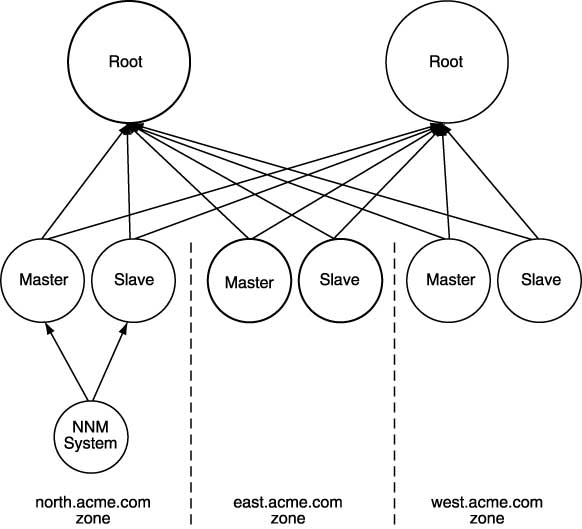 Root
Root
Master
Slave
Master
Slave
Master
Slave
NNM
System
north.acme.com
zone
east.acme.com
zone
west.acme.com
zone